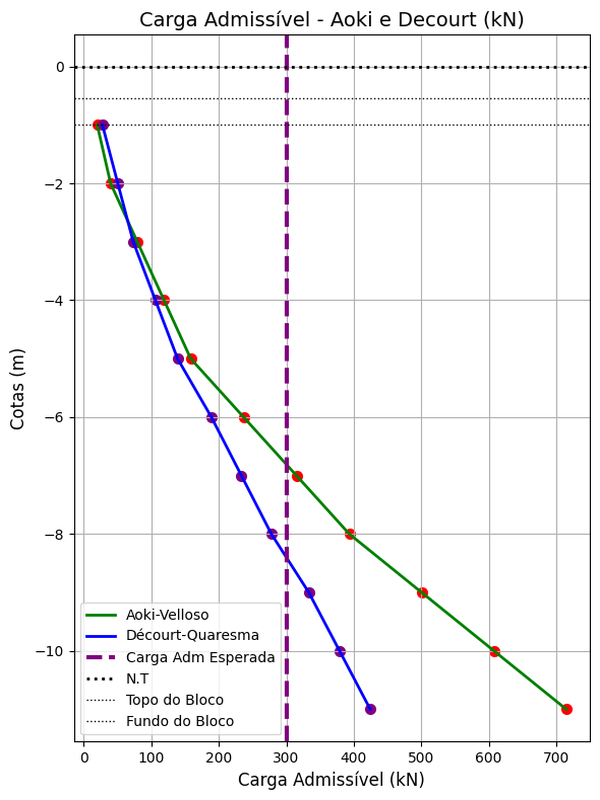 Carga Admissível - Aoki e Decourt (kN)
0
−2
−4
−6
−8
−10
Cotas (m)
Aoki-Velloso
Décourt-Quaresma
Carga Adm Esperada
N.T
Topo do Bloco
Fundo do Bloco
0 100 200 300 400 500 600 700
Carga Admissível (kN)